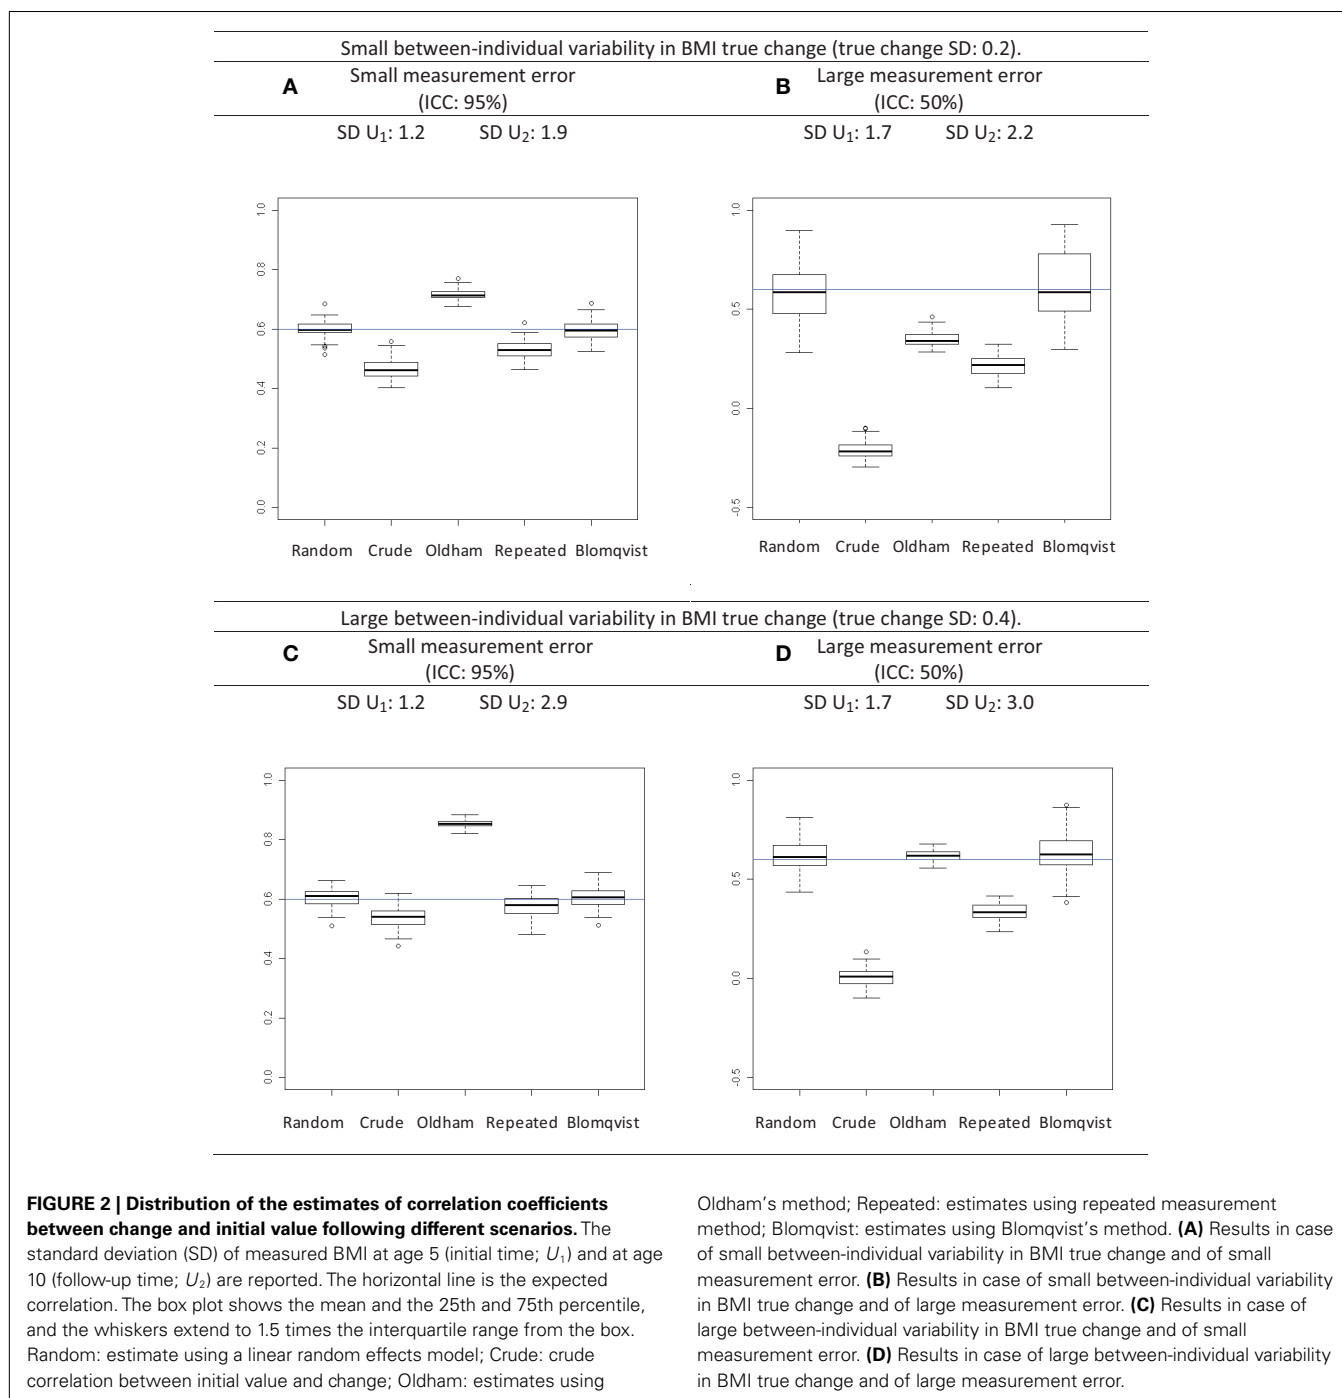 Small between-individual variability in BMI true change (true change SD: 0.2).
A Small measurement error
(ICC: 95%)
B Large measurement error
(ICC: 50%)
SD U1: 1.2 SD U2: 1.9
SD U1: 1.7 SD U2: 2.2
1.0
0.8
0.6
0.4
0.2
0.0
Random Crude Oldham Repeated Blomqvist
1.0
0.5
0.0
-0.5
Random Crude Oldham Repeated Blomqvist
Large between-individual variability in BMI true change (true change SD: 0.4).
C Small measurement error
(ICC: 95%)
D Large measurement error
(ICC: 50%)
SD U1: 1.2 SD U2: 2.9
SD U1: 1.7 SD U2: 3.0
1.0
0.8
0.6
0.4
0.2
0.0
Random Crude Oldham Repeated Blomqvist
1.0
0.5
0.0
-0.5
Random Crude Oldham Repeated Blomqvist
FIGURE 2 | Distribution of the estimates of correlation coefficients
between change and initial value following different scenarios. The
standard deviation (SD) of measured BMI at age 5 (initial time; U1) and at age
10 (follow-up time; U2) are reported. The horizontal line is the expected
correlation. The box plot shows the mean and the 25th and 75th percentile,
and the whiskers extend to 1.5 times the interquartile range from the box.
Random: estimate using a linear random effects model; Crude: crude
correlation between initial value and change; Oldham: estimates using
Oldham's method; Repeated: estimates using repeated measurement
method; Blomqvist: estimates using Blomqvist's method. (A) Results in case
of small between-individual variability in BMI true change and of small
measurement error. (B) Results in case of small between-individual variability
in BMI true change and of large measurement error. (C) Results in case of
large between-individual variability in BMI true change and of small
measurement error. (D) Results in case of large between-individual variability
in BMI true change and of large measurement error.